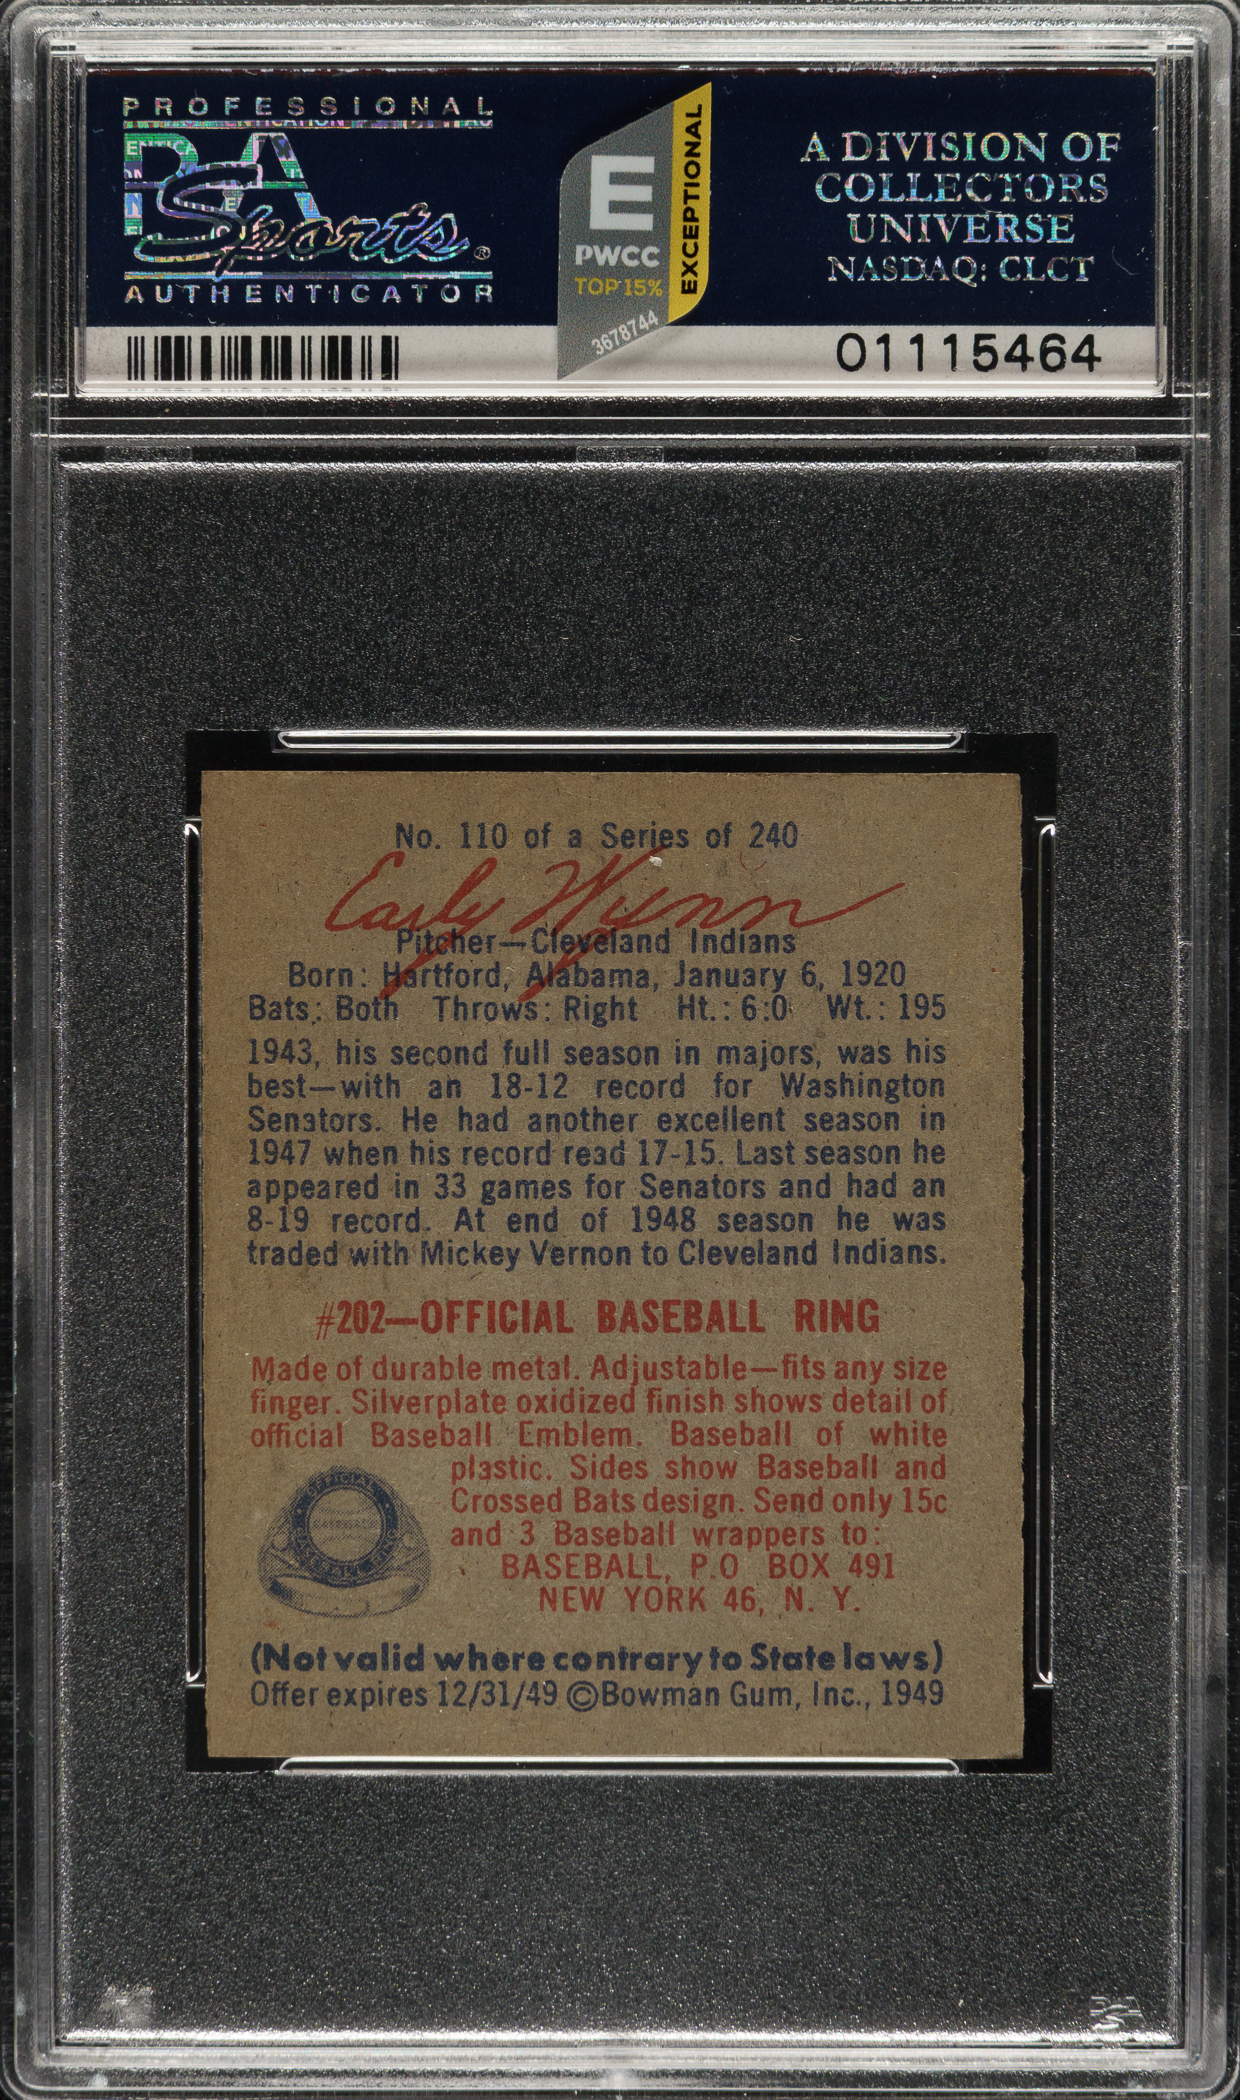 PROFESSIONAL
PSA
Sports®
AUTHENTICATOR
E
PWCC
TOP 15%
EXCEPTIONAL
3678744
A DIVISION OF
COLLECTORS
UNIVERSE
NASDAQ: CLCT
01115464
No. 110 of a Series of 240
Early Wynn
Pitcher—Cleveland Indians
Born: Hartford, Alabama, January 6, 1920
Bats: Both Throws: Right Ht.: 6:0 Wt.: 195
1943, his second full season in majors, was his
best—with an 18-12 record for Washington
Senators. He had another excellent season in
1947 when his record read 17-15. Last season he
appeared in 33 games for Senators and had an
8-19 record. At end of 1948 season he was
traded with Mickey Vernon to Cleveland Indians.
#202—OFFICIAL BASEBALL RING
Made of durable metal. Adjustable—fits any size
finger. Silverplate oxidized finish shows detail of
official Baseball Emblem. Baseball of white
plastic. Sides show Baseball and
Crossed Bats design. Send only 15c
and 3 Baseball wrappers to:
BASEBALL, P.O BOX 491
NEW YORK 46, N. Y.
OFFICIAL
(Not valid where contrary to State laws)
Offer expires 12/31/49 ©Bowman Gum, Inc., 1949
PSA